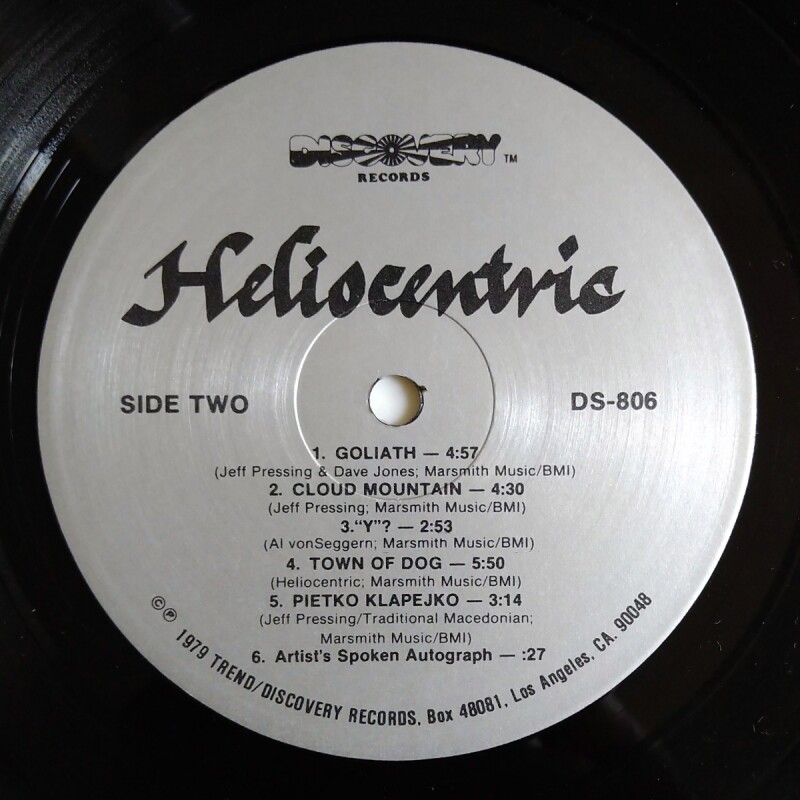 DISCOVERY TM
RECORDS
Heliocentric
SIDE TWO
DS-806
1. GOLIATH — 4:57
(Jeff Pressing & Dave Jones; Marsmith Music/BMI)
2. CLOUD MOUNTAIN — 4:30
(Jeff Pressing; Marsmith Music/BMI)
3."Y"? — 2:53
(Al vonSeggern; Marsmith Music/BMI)
4. TOWN OF DOG — 5:50
(Heliocentric; Marsmith Music/BMI)
5. PIETKO KLAPEJKO — 3:14
(Jeff Pressing/Traditional Macedonian;
Marsmith Music/BMI)
6. Artist's Spoken Autograph — :27
©℗ 1979 TREND/DISCOVERY RECORDS, Box 48081, Los Angeles, CA. 90048